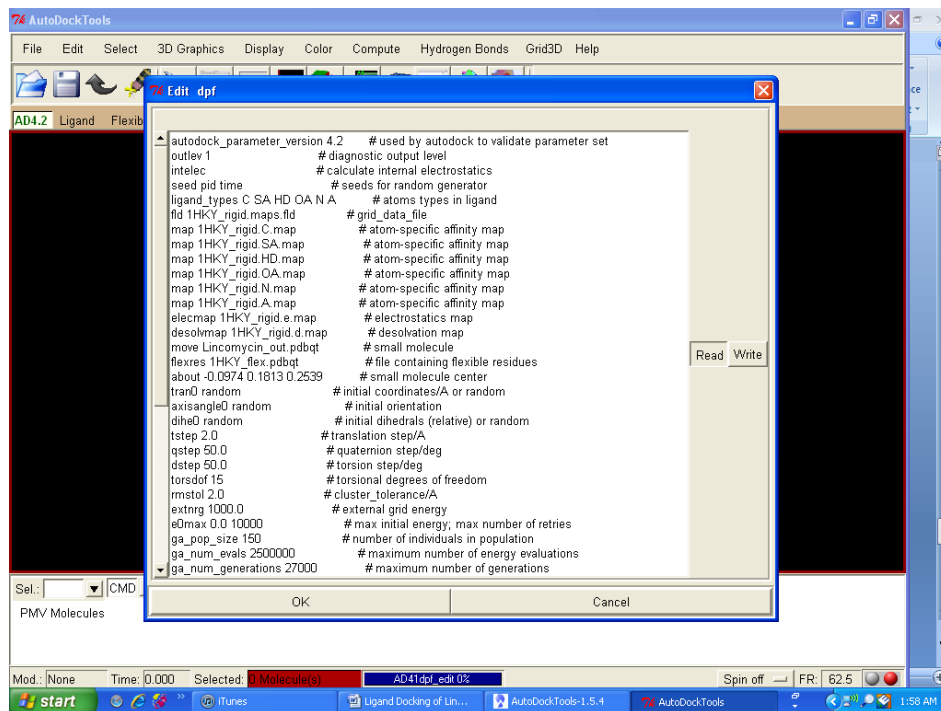 AutoDockTools
File Edit Select 3D Graphics Display Color Compute Hydrogen Bonds Grid3D Help
Edit dpf
AD4.2 Ligand Flexib
autodock_parameter_version 4.2 # used by autodock to validate parameter set
outlev 1 # diagnostic output level
intelec # calculate internal electrostatics
seed pid time # seeds for random generator
ligand_types C SA HD OA N A # atoms types in ligand
fld 1HKY_rigid.maps.fld # grid_data_file
map 1HKY_rigid.C.map # atom-specific affinity map
map 1HKY_rigid.SA.map # atom-specific affinity map
map 1HKY_rigid.HD.map # atom-specific affinity map
map 1HKY_rigid.OA.map # atom-specific affinity map
map 1HKY_rigid.N.map # atom-specific affinity map
map 1HKY_rigid.A.map # atom-specific affinity map
elecmap 1HKY_rigid.e.map # electrostatics map
desolvmap 1HKY_rigid.d.map # desolvation map
move Lincomycin_out.pdbqt # small molecule
flexres 1HKY_flex.pdbqt #file containing flexible residues
about -0.0974 0.1813 0.2539 # small molecule center
tran0 random # initial coordinates/A or random
axisangle0 random # initial orientation
dihe0 random # initial dihedrals (relative) or random
tstep 2.0 # translation step/A
qstep 50.0 # quaternion step/deg
dstep 50.0 # torsion step/deg
torsdof 15 # torsional degrees of freedom
rmstol 2.0 # cluster_tolerance/A
extnrg 1000.0 # external grid energy
e0max 0.0 10000 # max initial energy; max number of retries
ga_pop_size 150 # number of individuals in population
ga_num_evals 2500000 # maximum number of energy evaluations
ga_num_generations 27000 # maximum number of generations
Read Write
OK Cancel
Sel.: CMD
PMV Molecules
Mod.: None Time: 0.000 Selected: 0 Molecule(s) AD41dpf_edit 0% Spin off FR: 62.5
start iTunes Ligand Docking of Lin... AutoDockTools-1.5.4 AutoDockTools 1:58 AM